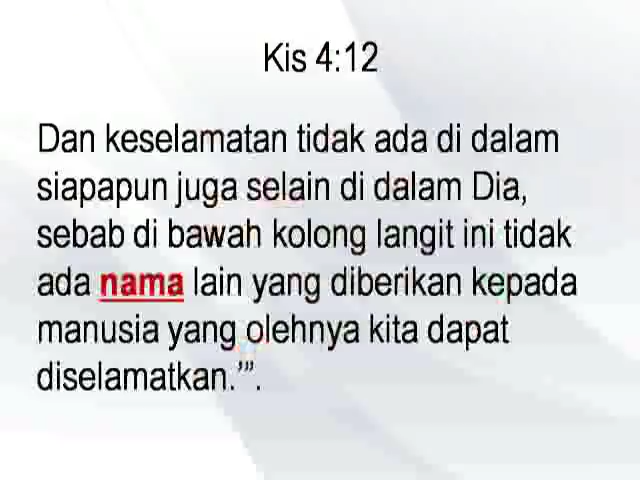 Kis 4:12
Dan keselamatan tidak ada di dalam
siapapun juga selain di dalam Dia,
sebab di bawah kolong langit ini tidak
ada nama lain yang diberikan kepada
manusia yang olehnya kita dapat
diselamatkan.’”.